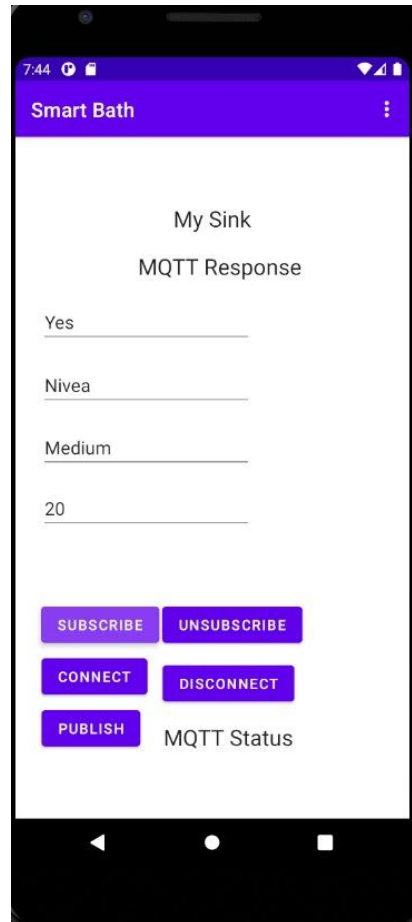 7:44
Smart Bath
My Sink
MQTT Response
Yes
Nivea
Medium
20
SUBSCRIBE UNSUBSCRIBE
CONNECT DISCONNECT
PUBLISH MQTT Status